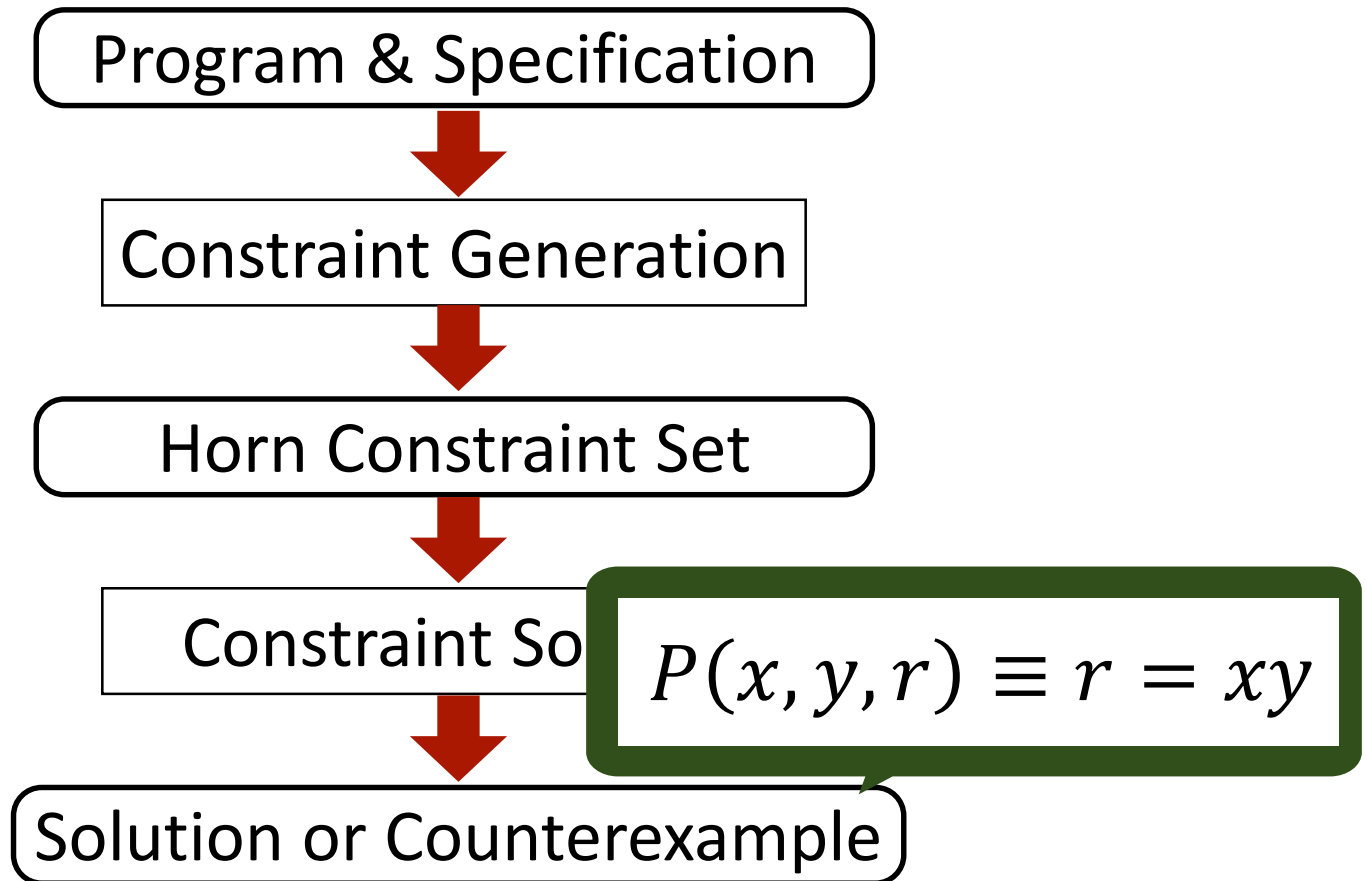 Program & Specification
Constraint Generation
Horn Constraint Set
Constraint So
P(x, y, r) ≡ r = xy
Solution or Counterexample